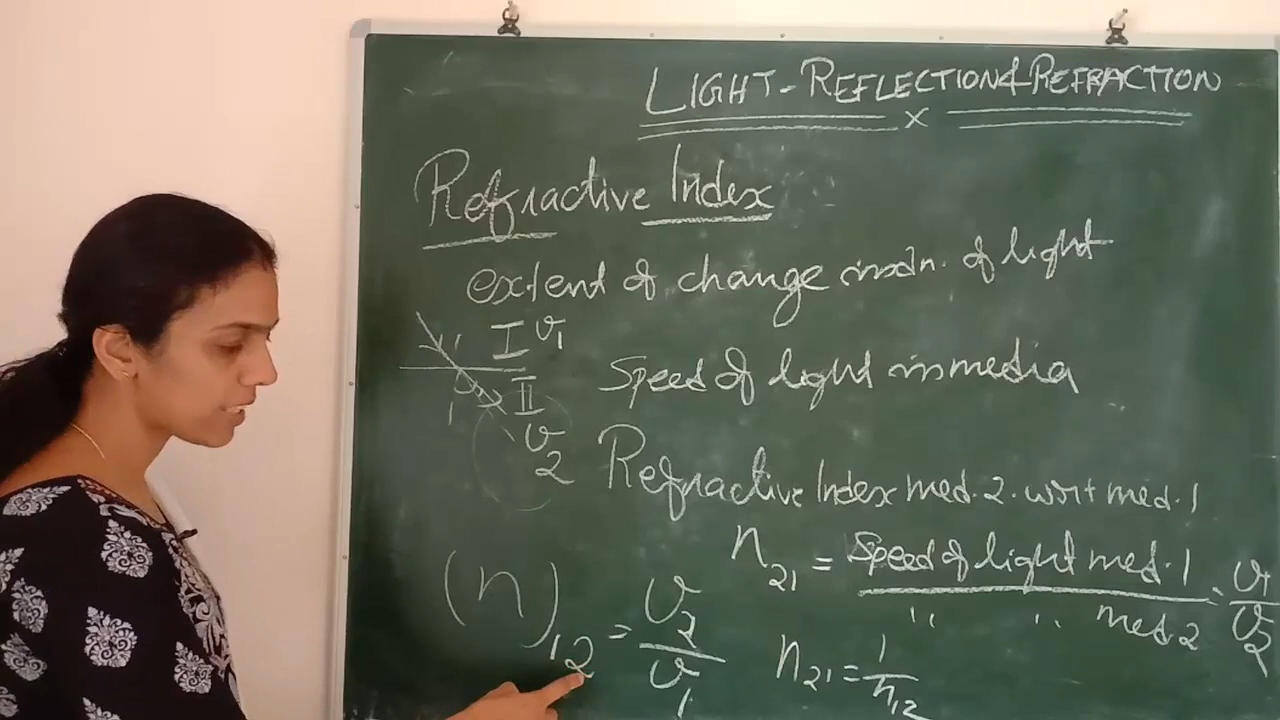 LIGHT-REFLECTION & REFRACTION
x
Refractive Index
extent of change in dn. of light
I v1
II
v2
Speed of light in media
Refractive Index med. 2. w.r.t med. 1
n21 = Speed of light med. 1 / " " med 2 = v1/v2
(n)12 = v2/v1
n21 = 1/n12